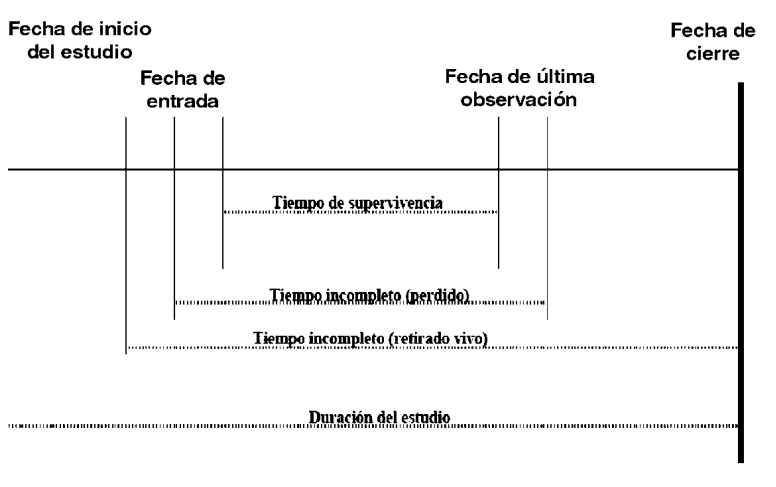 Fecha de inicio
del estudio
Fecha de
cierre
Fecha de
entrada
Fecha de última
observación
Tiempo de supervivencia
Tiempo incompleto (perdido)
Tiempo incompleto (retirado vivo)
Duración del estudio